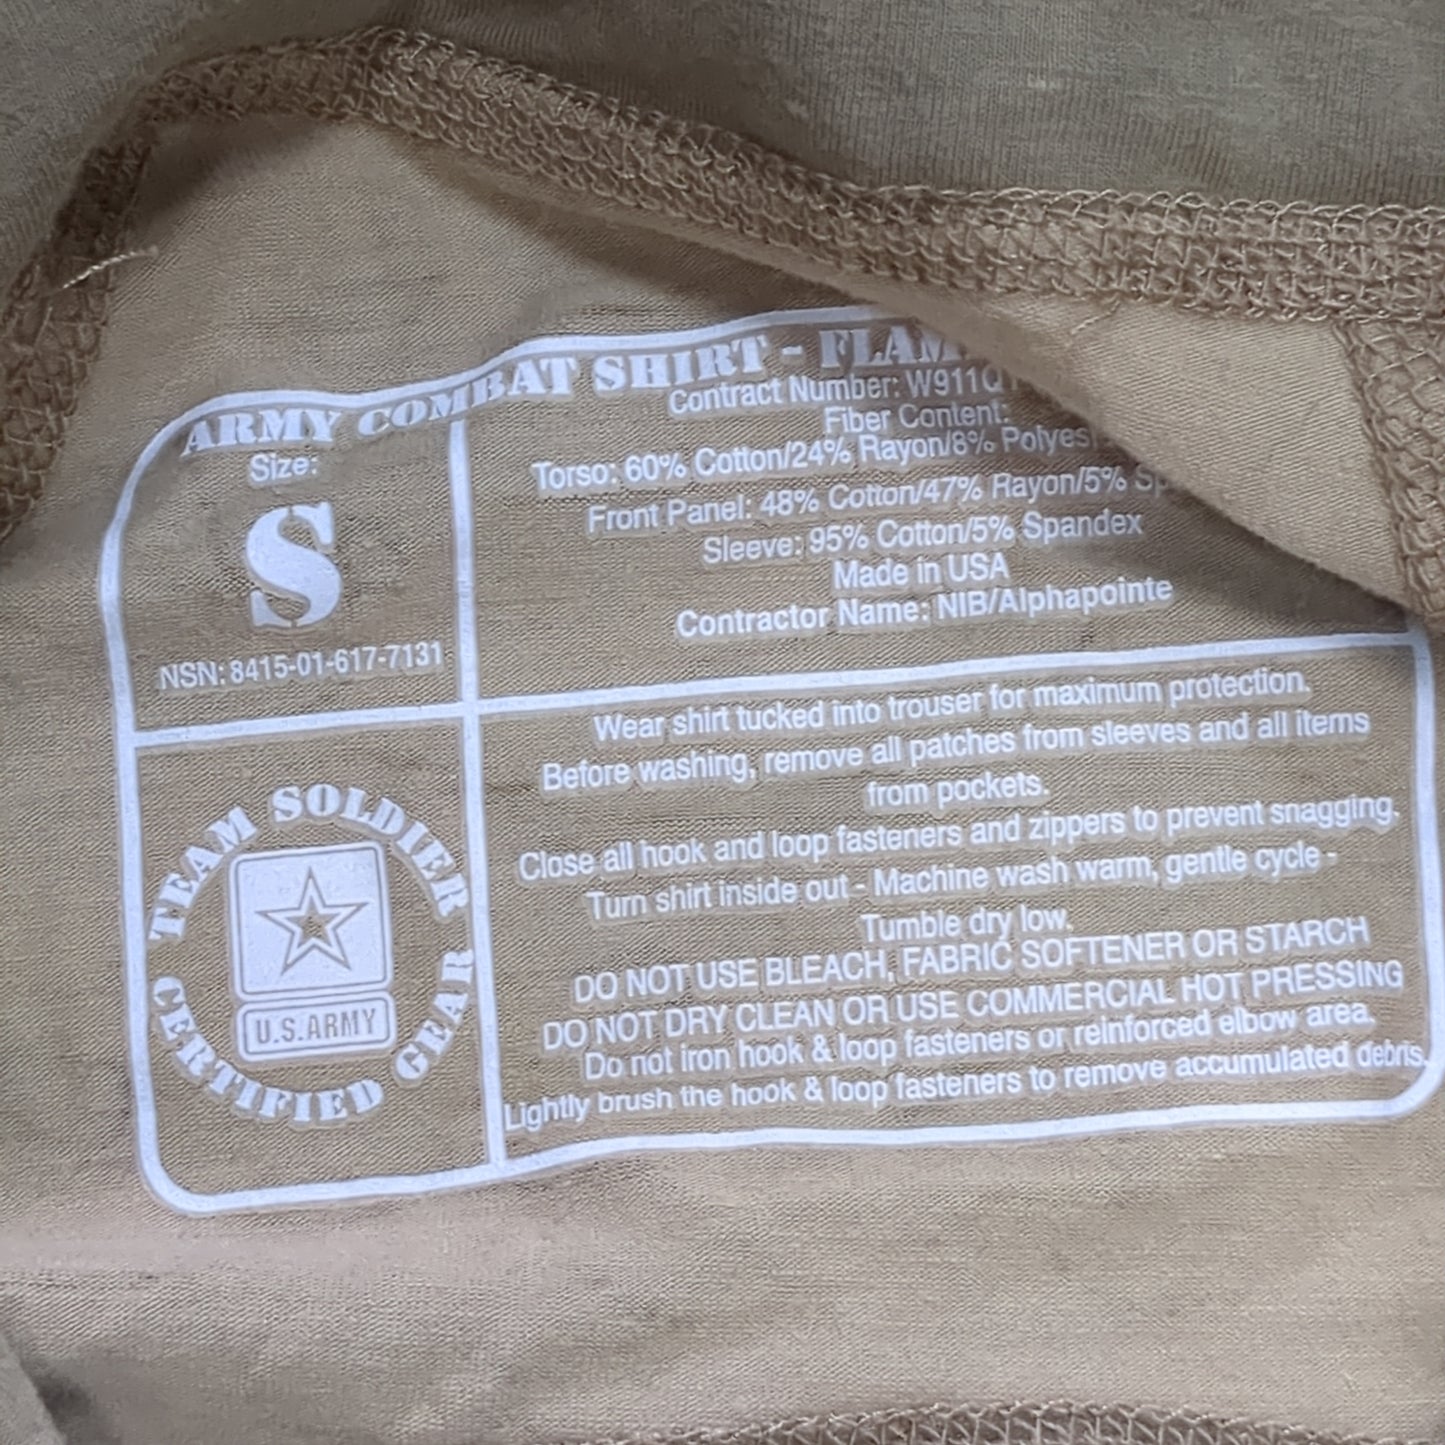 ARMY COMBAT SHIRT - FLAM
Size:
S
NSN: 8415-01-617-7131
Contract Number: W911Q
Fiber Content:
Torso: 60% Cotton/24% Rayon/8% Polyes
Front Panel: 48% Cotton/47% Rayon/5% Sp
Sleeve: 95% Cotton/5% Spandex
Made in USA
Contractor Name: NIB/Alphapointe
TEAM SOLDIER
CERTIFIED GEAR
U.S.ARMY
Wear shirt tucked into trouser for maximum protection.
Before washing, remove all patches from sleeves and all items
from pockets.
Close all hook and loop fasteners and zippers to prevent snagging.
Turn shirt inside out - Machine wash warm, gentle cycle -
Tumble dry low.
DO NOT USE BLEACH, FABRIC SOFTENER OR STARCH
DO NOT DRY CLEAN OR USE COMMERCIAL HOT PRESSING
Do not iron hook & loop fasteners or reinforced elbow area.
Lightly brush the hook & loop fasteners to remove accumulated debris.